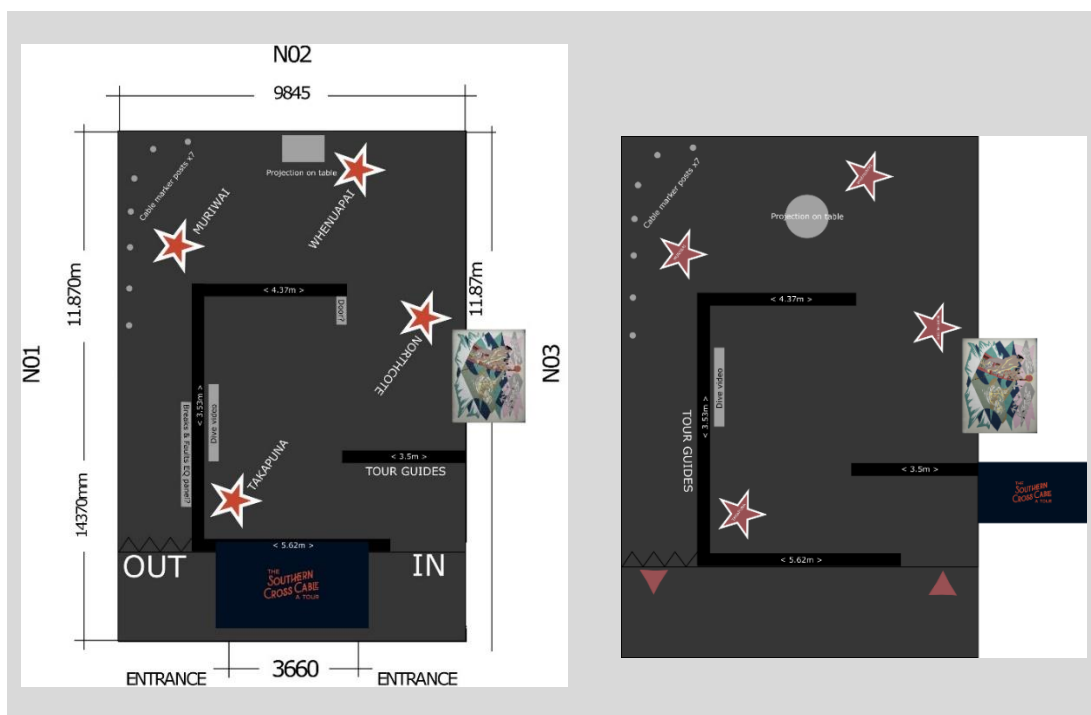 N02
9845
Cable marker posts x7
Projection on table
MURIWAI
WHENUAPAI
11.870m
11.87m
< 4.37m >
Door?
NORTHCOTE
N01
N03
< 3.53m >
Dive video
Breaks & Faults EQ panel?
TAKAPUNA
< 3.5m >
TOUR GUIDES
14370mm
< 5.62m >
OUT
IN
THE
SOUTHERN
CROSS CABLE
A TOUR
3660
ENTRANCE
ENTRANCE
Cable marker posts x7
Projection on table
< 4.37m >
Dive video
< 3.53m >
TOUR GUIDES
< 3.5m >
THE
SOUTHERN
CROSS CABLE
A TOUR
< 5.62m >